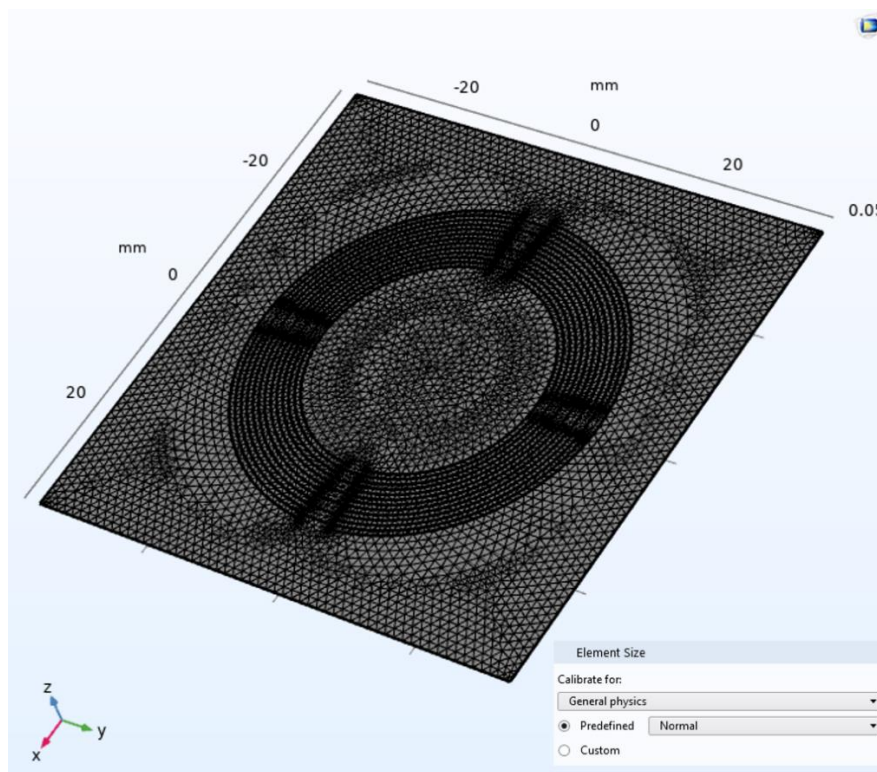 -20
mm
0
-20
20
0.05
mm
0
20
z
y
x
Element Size
Calibrate for:
General physics
Predefined Normal
Custom